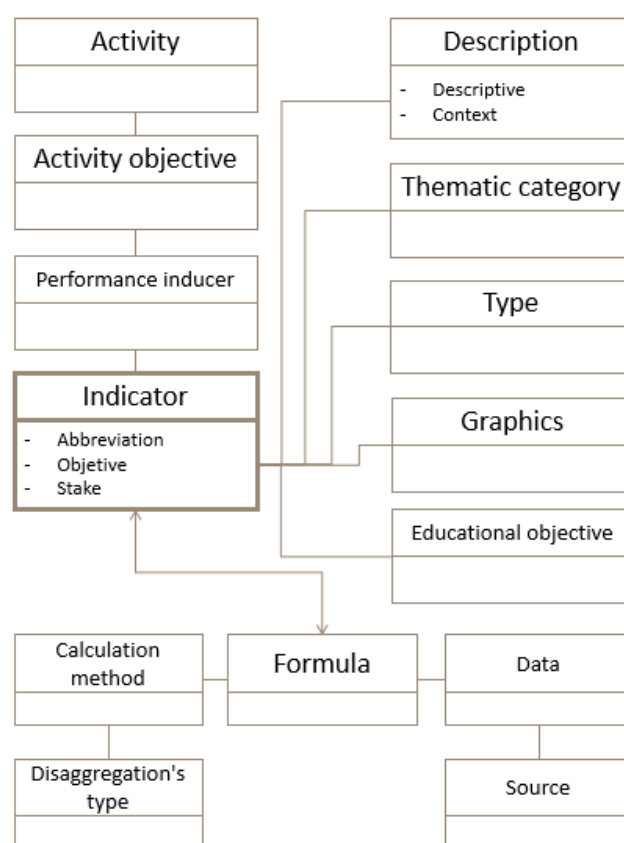 Activity
Activity objective
Performance inducer
Indicator
- Abbreviation
- Objetive
- Stake
Description
- Descriptive
- Context
Thematic category
Type
Graphics
Educational objective
Calculation
method
Formula
Data
Disaggregation's
type
Source